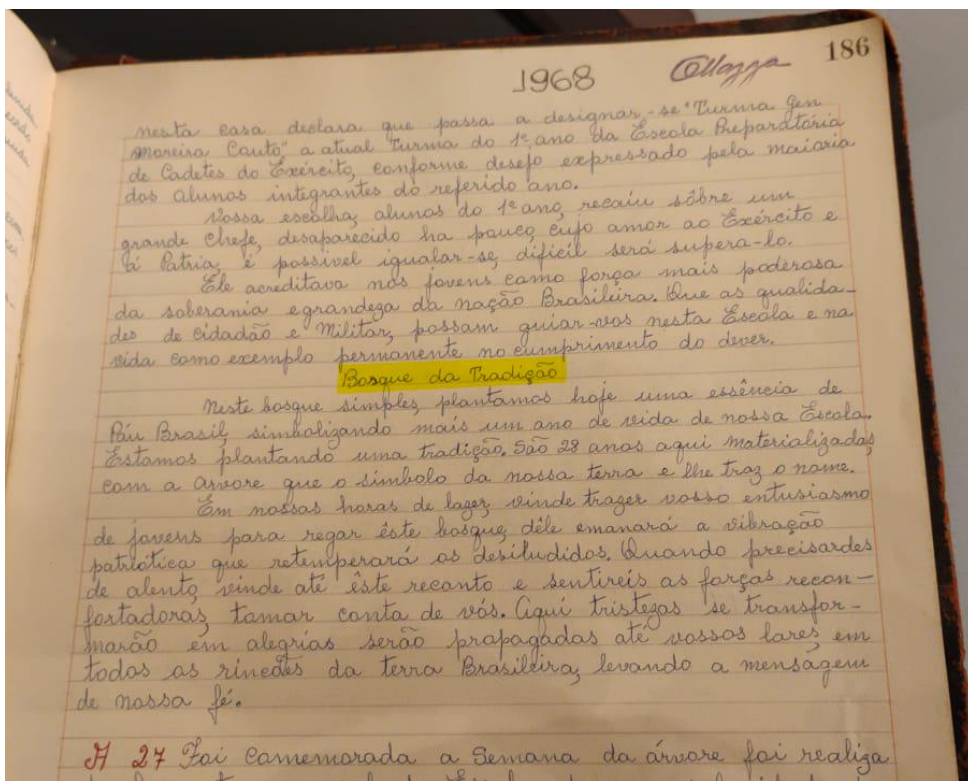 186
1968
nesta casa declara que passa a designar-se "Turma Gen
Moreira Couto" a atual Turma do 1º ano da Escola Preparatória
de Cadetes do Exército, conforme desejo expressado pela maioria
dos alunos integrantes do referido ano.
Vossa escolha, alunos do 1º ano, recaiu sôbre um
grande Chefe, desaparecido ha pouco, cujo amor ao Exército e
à Patria, é possivel igualar-se, dificil será supera-lo.
Ele acreditava nos jovens como força mais poderosa
da soberania e grandeza da nação Brasileira. Que as qualida-
des de cidadão e Militar, possam guiar-vos nesta Escola e na
vida como exemplo permanente no cumprimento do dever.
Bosque da Tradição
Neste bosque simples, plantamos hoje uma essência de
Páu Brasil, simbolizando mais um ano de vida de nossa Escola.
Estamos plantando uma tradição. São 28 anos aqui materializados,
com a arvore que o simbolo da nossa terra e lhe traz o nome.
Em nossas horas de lazer, vinde trazer vosso entusiasmo
de jovens para regar êste bosque, dêle emanará a vibração
patriótica que retemperará os desiludidos. Quando precisardes
de alento, vinde até êste recanto e sentireis as forças recon-
fortadoras, tomar conta de vós. Aqui tristezas se transfor-
marão em alegrias serão propagadas até vossos lares, em
todos os rincões da terra Brasileira, levando a mensagem
de nossa fé.
A 27 Foi comemorada a Semana da árvore foi realiza